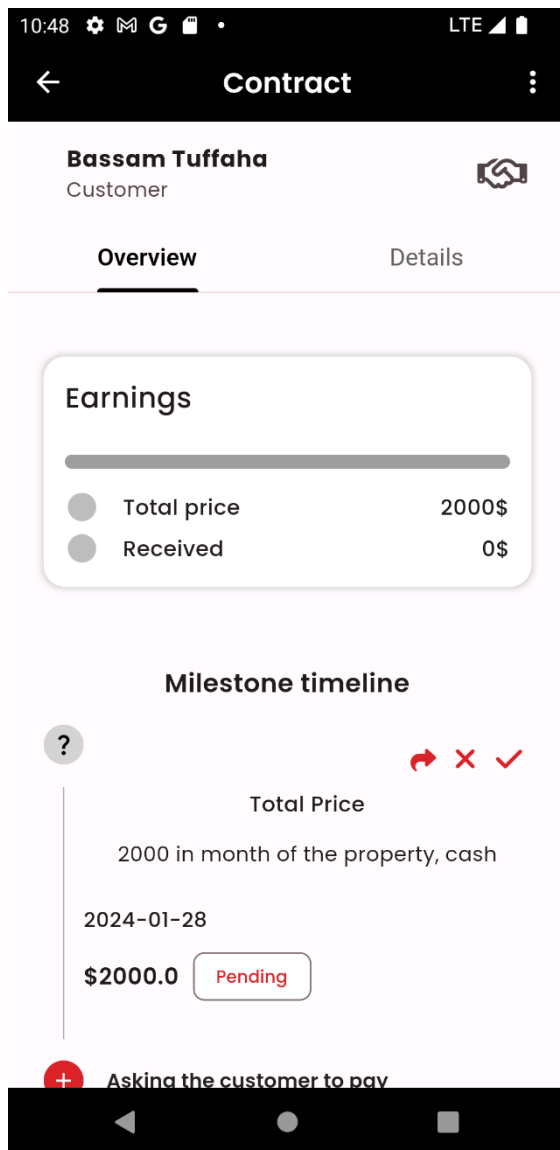 10:48 G LTE
Contract
Bassam Tuffaha
Customer
Overview Details
Earnings
Total price 2000$
Received 0$
Milestone timeline
?
Total Price
2000 in month of the property, cash
2024-01-28
$2000.0 Pending
+ Asking the customer to pay